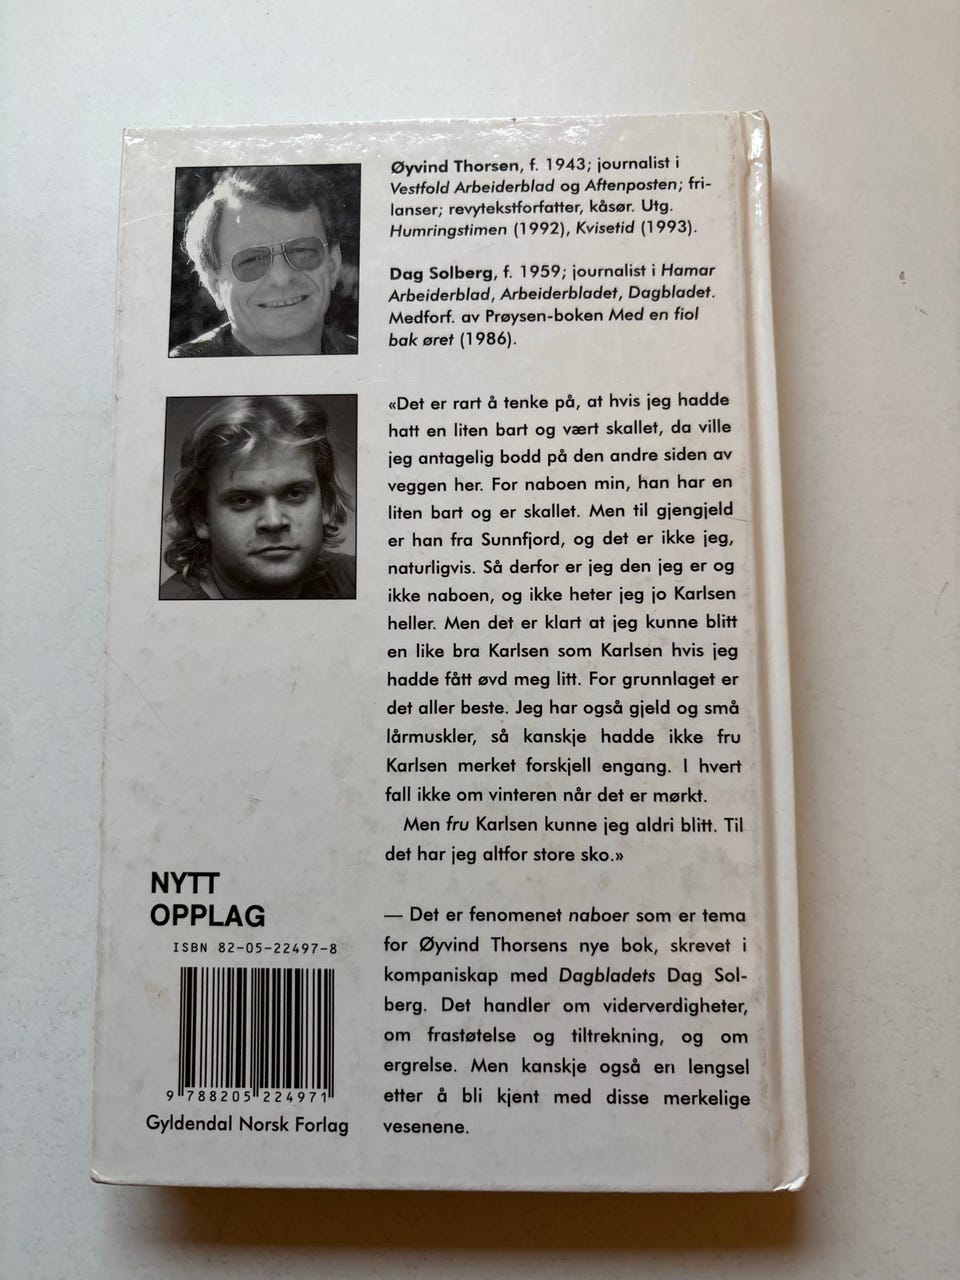 Øyvind Thorsen, f. 1943; journalist i
Vestfold Arbeiderblad og Aftenposten; fri-
lanser; revytekstforfatter, kåsør. Utg.
Humringstimen (1992), Kvisetid (1993).
Dag Solberg, f. 1959; journalist i Hamar
Arbeiderblad, Arbeiderbladet, Dagbladet.
Medforf. av Prøysen-boken Med en fiol
bak øret (1986).
«Det er rart å tenke på, at hvis jeg hadde
hatt en liten bart og vært skallet, da ville
jeg antagelig bodd på den andre siden av
veggen her. For naboen min, han har en
liten bart og er skallet. Men til gjengjeld
er han fra Sunnfjord, og det er ikke jeg,
naturligvis. Så derfor er jeg den jeg er og
ikke naboen, og ikke heter jeg jo Karlsen
heller. Men det er klart at jeg kunne blitt
en like bra Karlsen som Karlsen hvis jeg
hadde fått øvd meg litt. For grunnlaget er
det aller beste. Jeg har også gjeld og små
lårmuskler, så kanskje hadde ikke fru
Karlsen merket forskjell engang. I hvert
fall ikke om vinteren når det er mørkt.
Men fru Karlsen kunne jeg aldri blitt. Til
det har jeg altfor store sko.»
— Det er fenomenet naboer som er tema
for Øyvind Thorsens nye bok, skrevet i
kompaniskap med Dagbladets Dag Sol-
berg. Det handler om viderverdigheter,
om frastøtelse og tiltrekning, og om
ergrelse. Men kanskje også en lengsel
etter å bli kjent med disse merkelige
vesenene.
NYTT
OPPLAG
ISBN 82-05-22497-8
9 788205 224971
Gyldendal Norsk Forlag